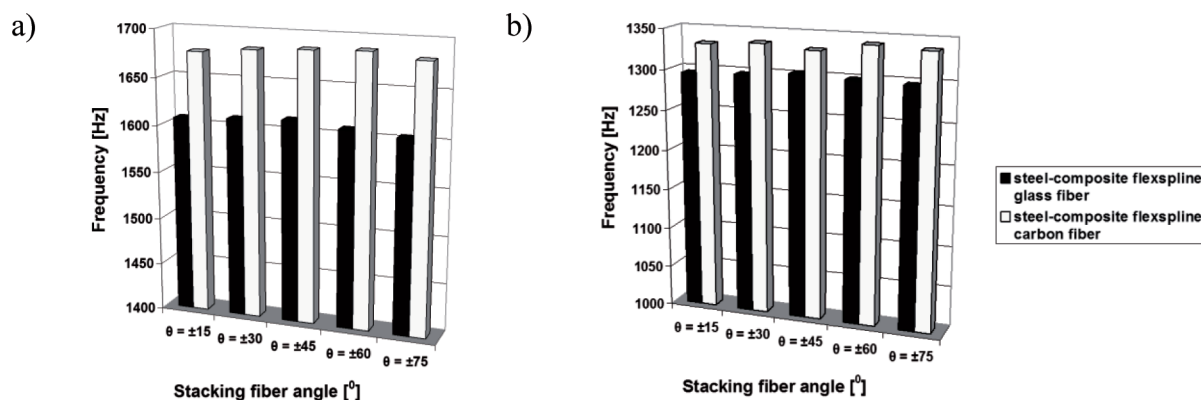 a)
1700
1650
1600
1550
1500
1450
1400
Frequency [Hz]
θ = ±15
θ = ±30
θ = ±45
θ = ±60
θ = ±75
Stacking fiber angle [⁰]
b)
1350
1300
1250
1200
1150
1100
1050
1000
Frequency [Hz]
θ = ±15
θ = ±30
θ = ±45
θ = ±60
θ = ±75
Stacking fiber angle [⁰]
steel-composite flexspline
glass fiber
steel-composite flexspline
carbon fiber